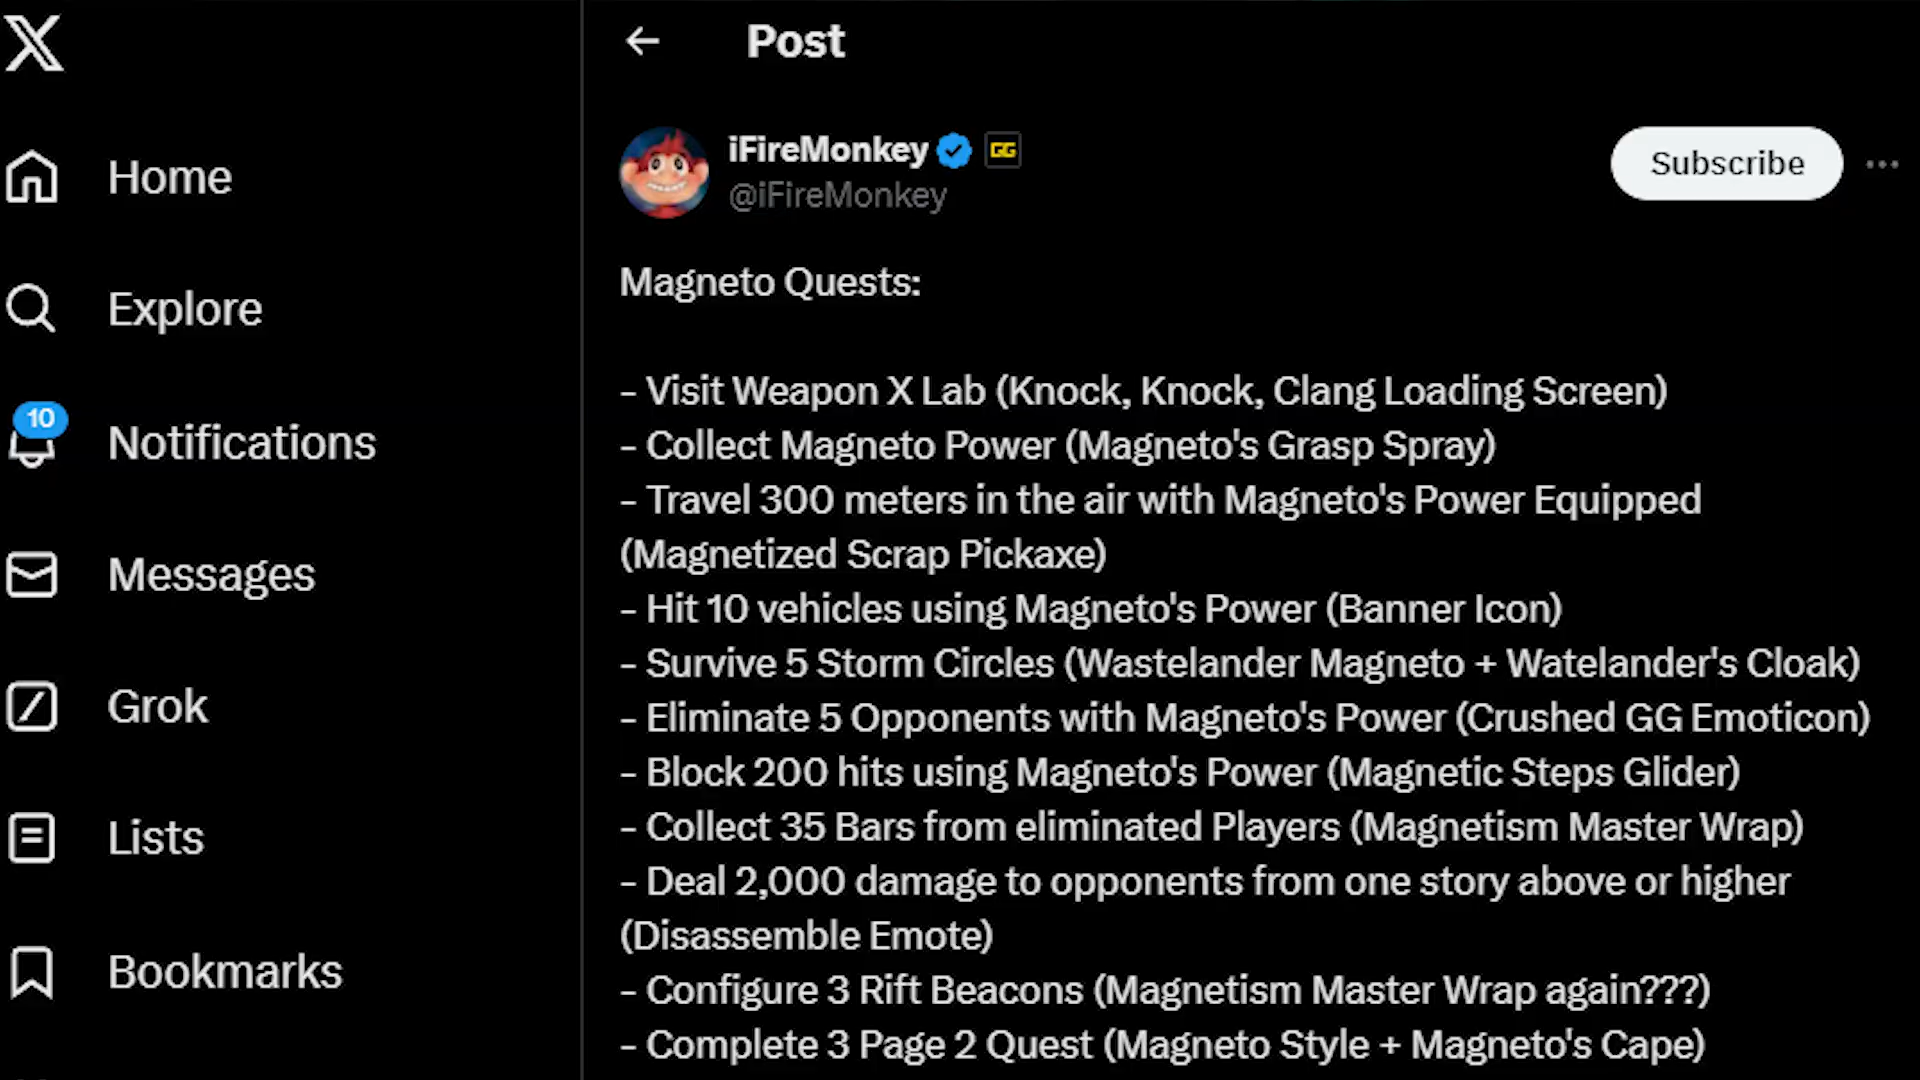 Post
Home
Explore
10
Notifications
Messages
Grok
Lists
Bookmarks
iFireMonkey GG
@iFireMonkey
Subscribe
Magneto Quests:
- Visit Weapon X Lab (Knock, Knock, Clang Loading Screen)
- Collect Magneto Power (Magneto's Grasp Spray)
- Travel 300 meters in the air with Magneto's Power Equipped
(Magnetized Scrap Pickaxe)
- Hit 10 vehicles using Magneto's Power (Banner Icon)
- Survive 5 Storm Circles (Wastelander Magneto + Watelander's Cloak)
- Eliminate 5 Opponents with Magneto's Power (Crushed GG Emoticon)
- Block 200 hits using Magneto's Power (Magnetic Steps Glider)
- Collect 35 Bars from eliminated Players (Magnetism Master Wrap)
- Deal 2,000 damage to opponents from one story above or higher
(Disassemble Emote)
- Configure 3 Rift Beacons (Magnetism Master Wrap again???)
- Complete 3 Page 2 Quest (Magneto Style + Magneto's Cape)